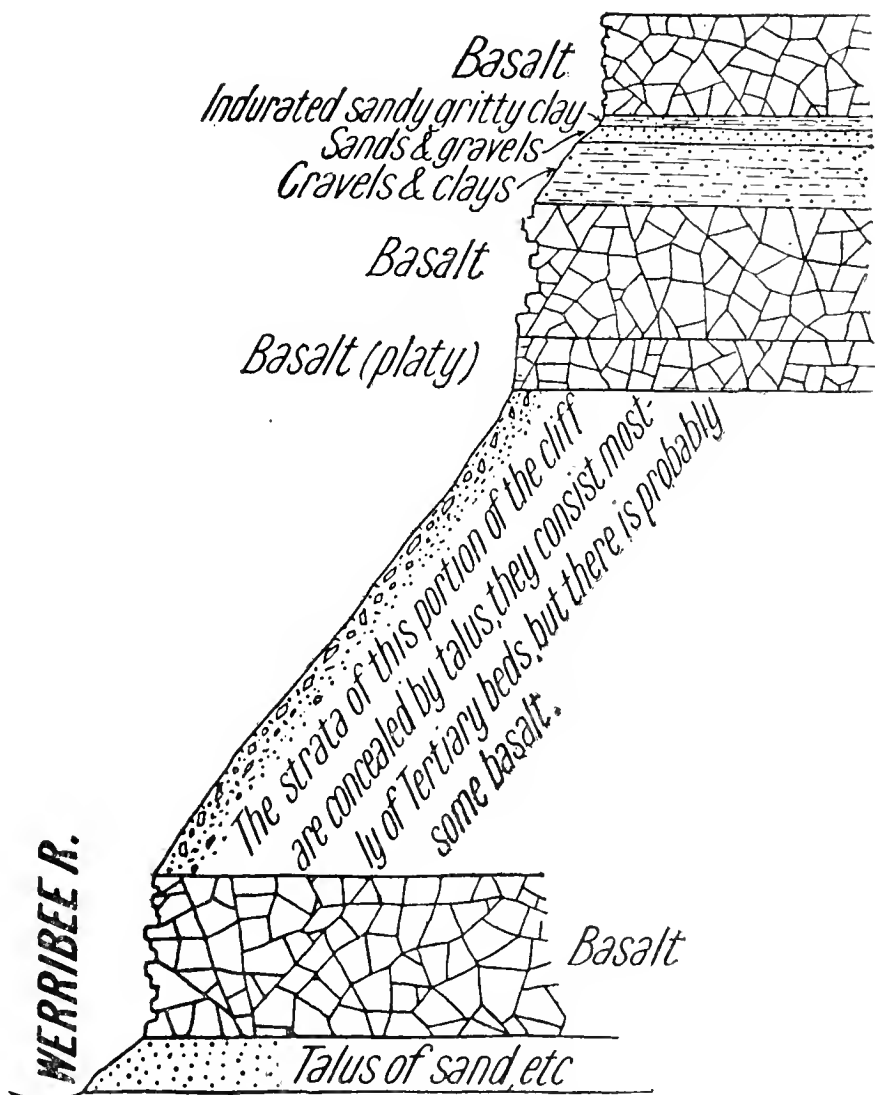 Basalt
Indurated sandy gritty clay
Sands & gravels
Gravels & clays
Basalt
Basalt (platy)
The strata of this portion of the cliff
are concealed by talus, they consist most-
ly of Tertiary beds, but there is probably
some basalt.
WERRIBEE R.
Basalt
Talus of sand, etc